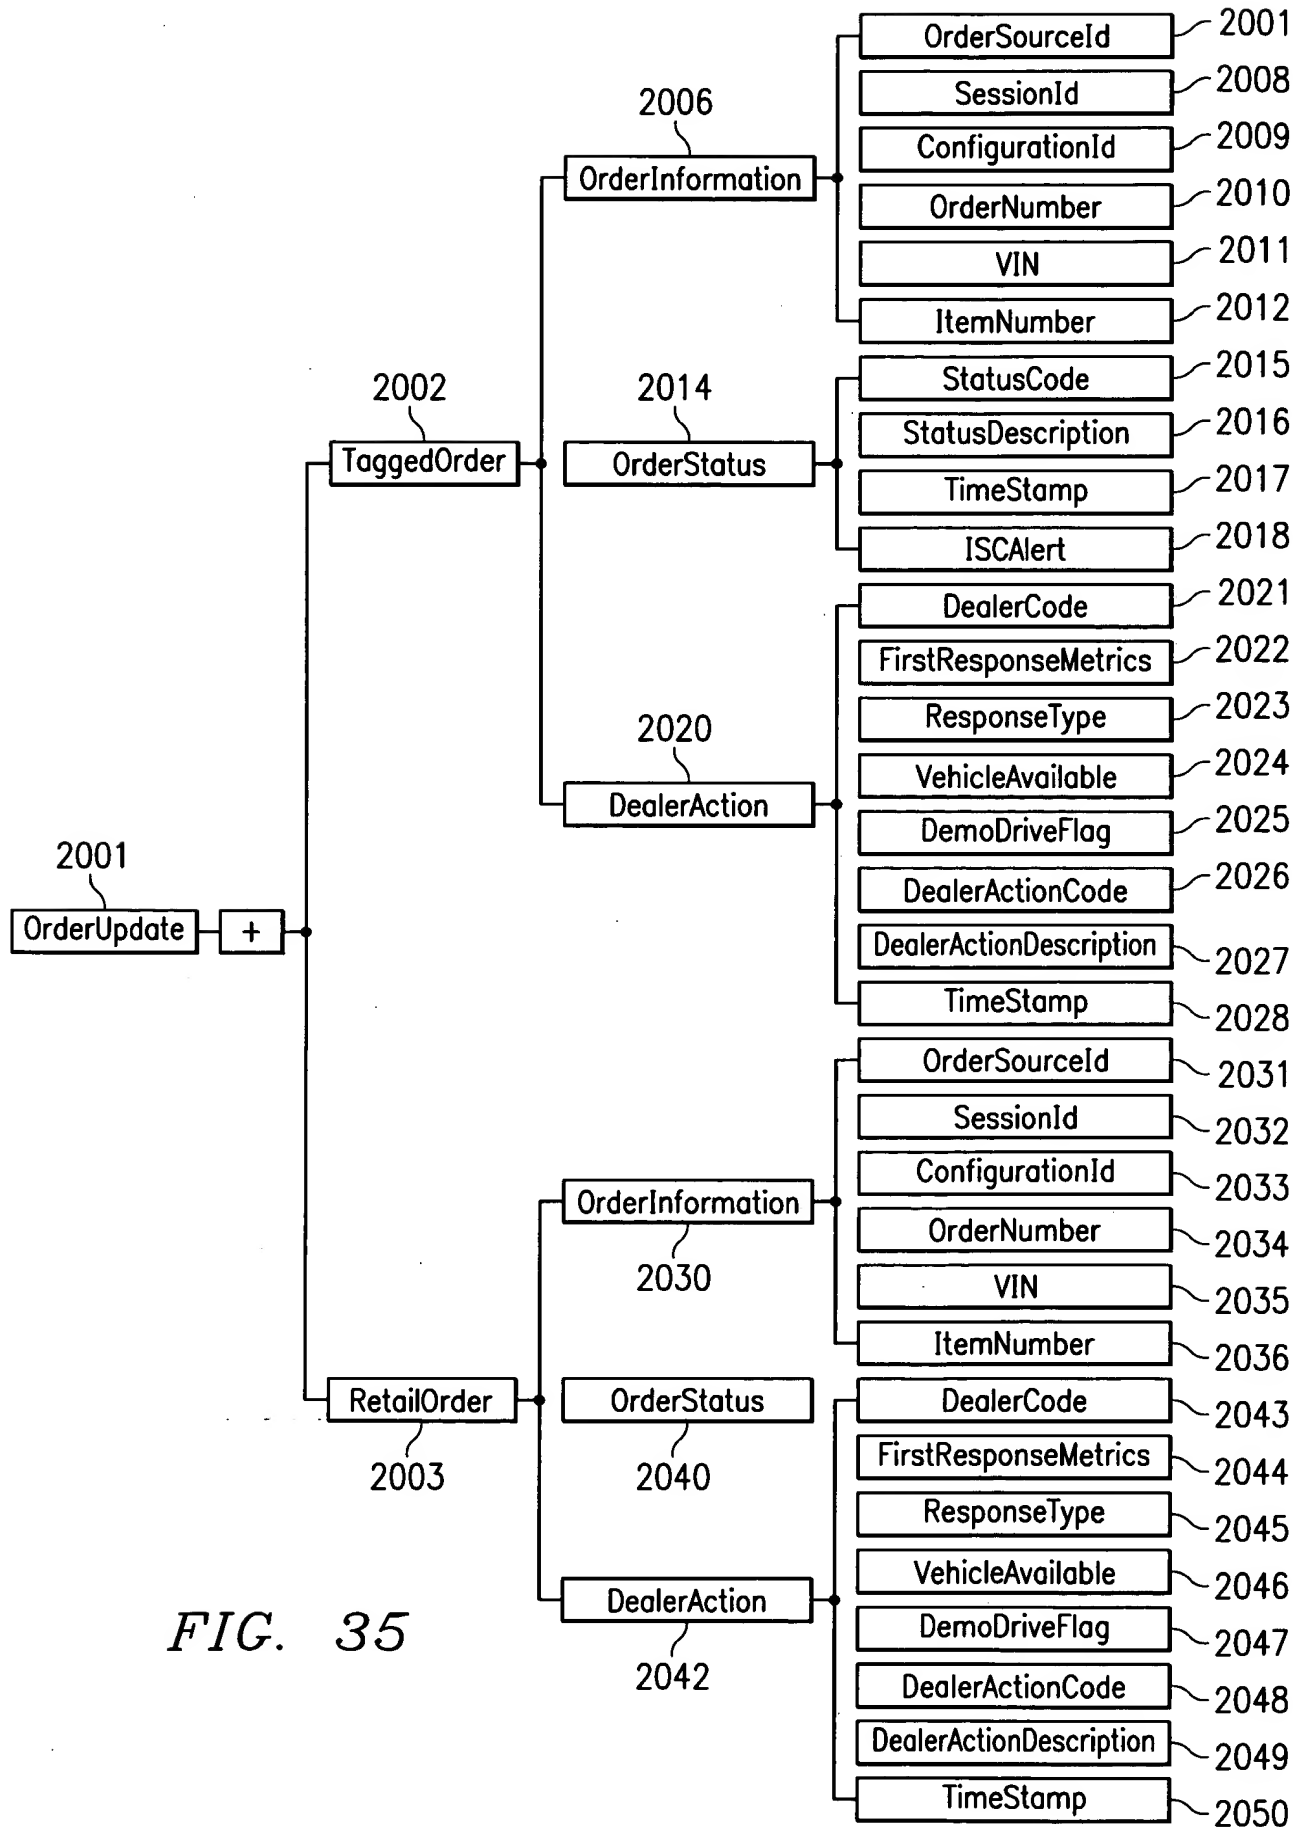 OrderSourceId 2001
SessionId 2008
2006
ConfigurationId 2009
OrderInformation
OrderNumber 2010
VIN 2011
ItemNumber 2012
2002
2014
StatusCode 2015
StatusDescription 2016
TaggedOrder
OrderStatus
TimeStamp 2017
ISCAlert 2018
DealerCode 2021
FirstResponseMetrics 2022
2020
ResponseType 2023
VehicleAvailable 2024
DealerAction
DemoDriveFlag 2025
2001
DealerActionCode 2026
OrderUpdate +
DealerActionDescription 2027
TimeStamp 2028
OrderSourceId 2031
SessionId 2032
ConfigurationId 2033
OrderInformation
OrderNumber 2034
2030
VIN 2035
ItemNumber 2036
RetailOrder
OrderStatus
DealerCode 2043
2003
2040
FirstResponseMetrics 2044
ResponseType 2045
VehicleAvailable 2046
DealerAction
DemoDriveFlag 2047
2042
FIG. 35
DealerActionCode 2048
DealerActionDescription 2049
TimeStamp 2050